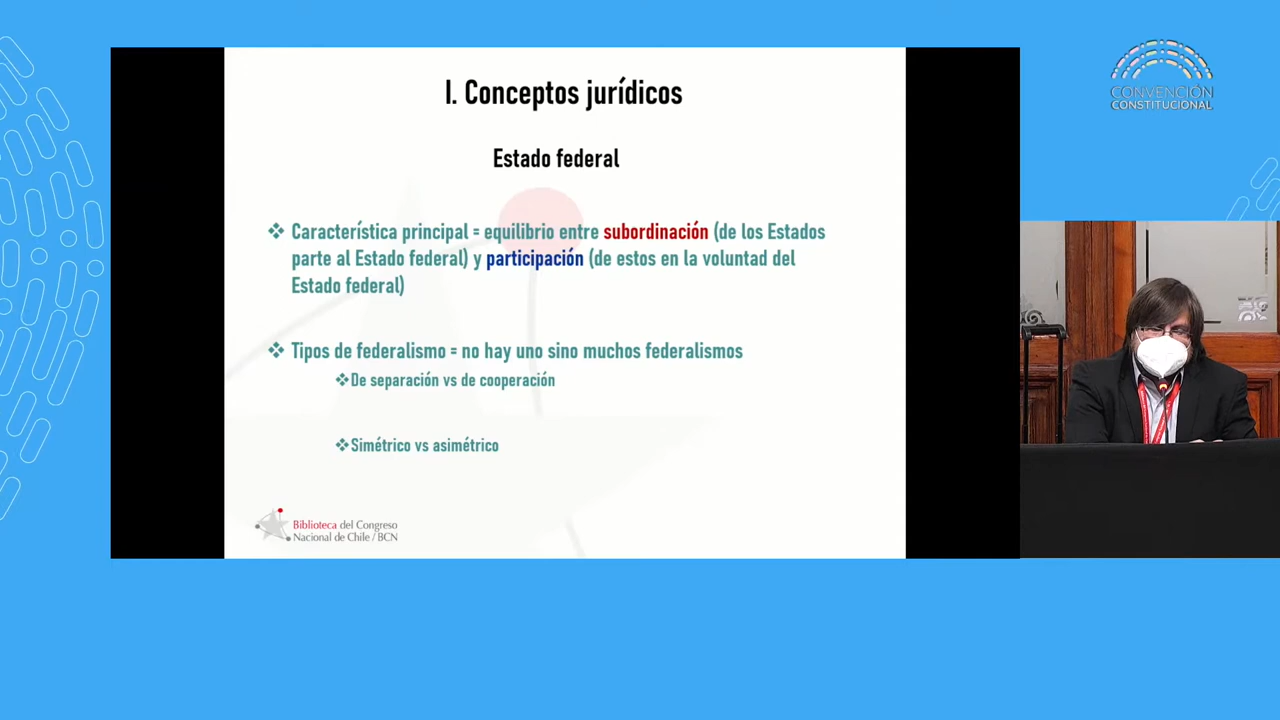 CONVENCIÓN
CONSTITUCIONAL
I. Conceptos jurídicos
Estado federal
❖ Característica principal = equilibrio entre subordinación (de los Estados
parte al Estado federal) y participación (de estos en la voluntad del
Estado federal)
❖ Tipos de federalismo = no hay uno sino muchos federalismos
❖De separación vs de cooperación
❖Simétrico vs asimétrico
Biblioteca del Congreso
Nacional de Chile / BCN